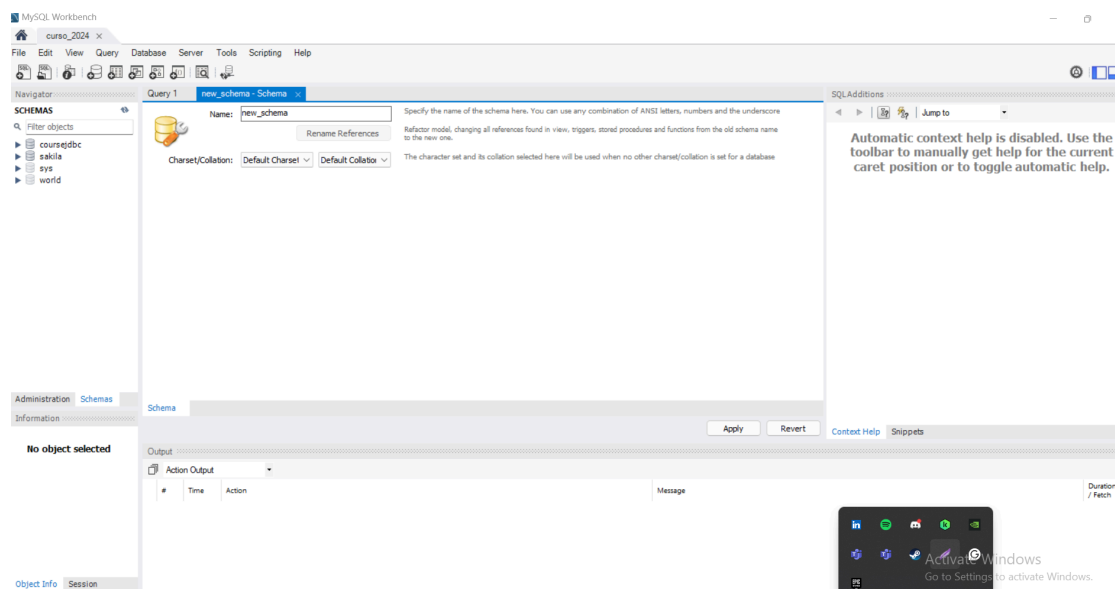 MySQL Workbench
curso_2024
File Edit View Query Database Server Tools Scripting Help
Navigator
SCHEMAS
Filter objects
coursejdbc
sakila
sys
world
Administration Schemas
Information
No object selected
Object Info Session
Query 1 new_schema - Schema
Name: new_schema
Specify the name of the schema here. You can use any combination of ANSI letters, numbers and the underscore
Rename References
Refactor model, changing all references found in view, triggers, stored procedures and functions from the old schema name
to the new one.
Charset/Collation: Default Charset Default Collation
The character set and its collation selected here will be used when no other charset/collation is set for a database
Schema
Apply Revert
SQLAdditions
Jump to
Automatic context help is disabled. Use the
toolbar to manually get help for the current
caret position or to toggle automatic help.
Context Help Snippets
Output
Action Output
# Time Action Message Duration
/ Fetch
Activate Windows
Go to Settings to activate Windows.